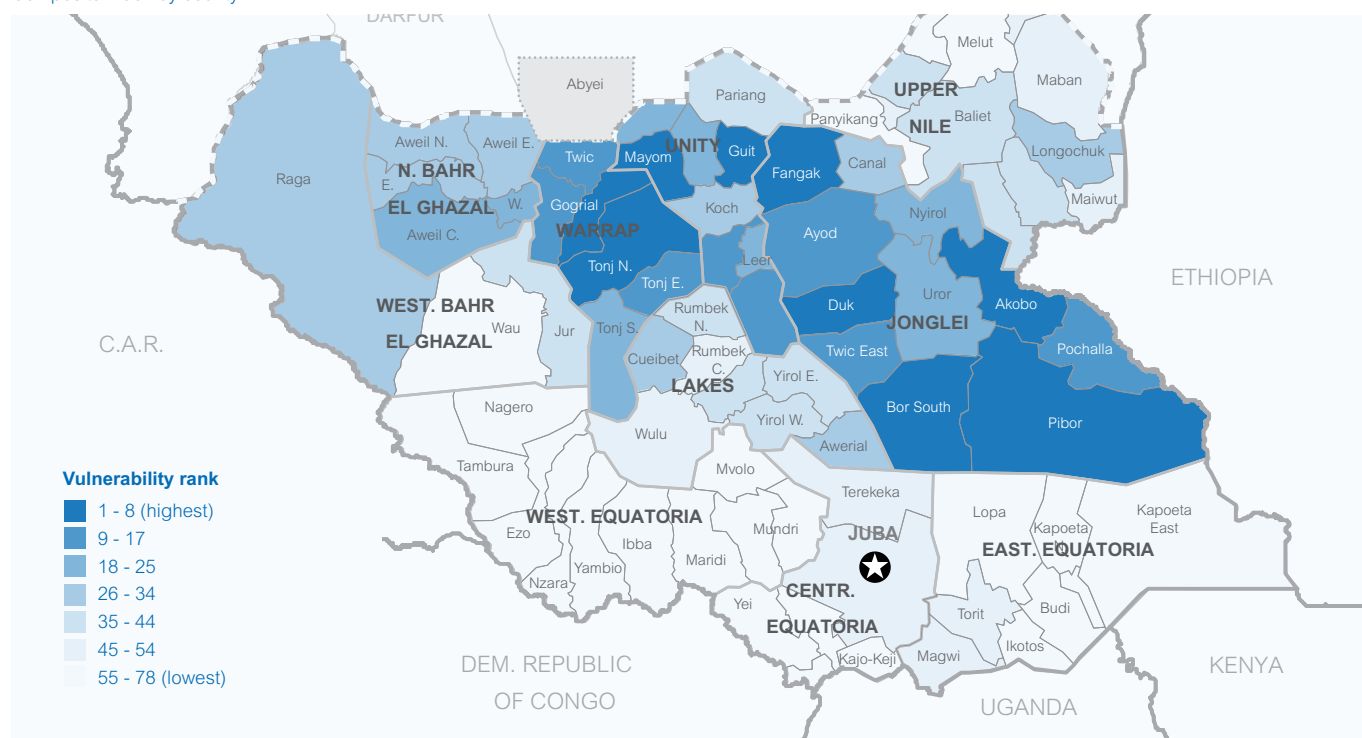 DARFUR
Melut
Abyei
Maban
Pariang
UPPER
NILE
Panyikang
Baliet
Aweil N.
Aweil E.
Twic
Mayom
UNITY
Guit
Canal
Longochuk
Fangak
Raga
E.
N. BAHR
EL GHAZAL
W.
Gogrial
Koch
Nyirol
Maiwut
Aweil C.
WARRAP
Ayod
Tonj N.
Leer
ETHIOPIA
Tonj E.
Uror
WEST. BAHR
EL GHAZAL
Wau
Jur
Tonj S.
Rumbek
N.
Duk
JONGLEI
Akobo
C.A.R.
Cueibet
Rumbek
C.
Twic East
Pochalla
LAKES
Yirol E.
Nagero
Bor South
Pibor
Wulu
Yirol W.
Awerial
Tambura
Mvolo
Vulnerability rank
1 - 8 (highest)
9 - 17
18 - 25
26 - 34
35 - 44
45 - 54
55 - 78 (lowest)
Terekeka
Lopa
Kapoeta
East
WEST. EQUATORIA
Ezo
Ibba
Mundri
JUBA
Kapoeta
N.
EAST. EQUATORIA
Maridi
Yambio
Nzara
CENTR.
EQUATORIA
Yei
Torit
Budi
Ikotos
Kajo-Keji
Magwi
DEM. REPUBLIC
OF CONGO
KENYA
UGANDA